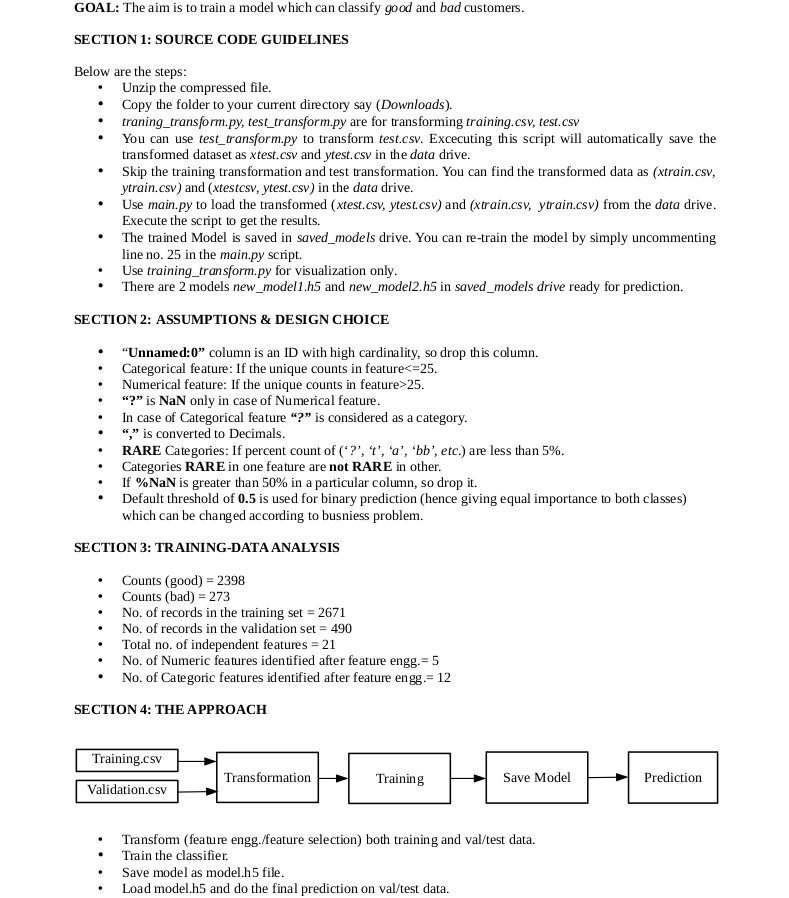 GOAL: The aim is to train a model which can classify good and bad customers.
SECTION 1: SOURCE CODE GUIDELINES
Below are the steps:
• Unzip the compressed file.
• Copy the folder to your current directory say (Downloads).
• traning_transform.py, test_transform.py are for transforming training.csv, test.csv
• You can use test_transform.py to transform test.csv. Excecuting this script will automatically save the
transformed dataset as xtest.csv and ytest.csv in the data drive.
• Skip the training transformation and test transformation. You can find the transformed data as (xtrain.csv,
ytrain.csv) and (xtestcsv, ytest.csv) in the data drive.
• Use main.py to load the transformed (xtest.csv, ytest.csv) and (xtrain.csv, ytrain.csv) from the data drive.
Execute the script to get the results.
• The trained Model is saved in saved_models drive. You can re-train the model by simply uncommenting
line no. 25 in the main.py script.
• Use training_transform.py for visualization only.
• There are 2 models new_model1.h5 and new_model2.h5 in saved_models drive ready for prediction.
SECTION 2: ASSUMPTIONS & DESIGN CHOICE
• “Unnamed:0” column is an ID with high cardinality, so drop this column.
• Categorical feature: If the unique counts in feature<=25.
• Numerical feature: If the unique counts in feature>25.
• “?” is NaN only in case of Numerical feature.
• In case of Categorical feature “?” is considered as a category.
• “,” is converted to Decimals.
• RARE Categories: If percent count of (‘?’, ‘t’, ‘a’, ‘bb’, etc.) are less than 5%.
• Categories RARE in one feature are not RARE in other.
• If %NaN is greater than 50% in a particular column, so drop it.
• Default threshold of 0.5 is used for binary prediction (hence giving equal importance to both classes)
which can be changed according to busniess problem.
SECTION 3: TRAINING-DATA ANALYSIS
• Counts (good) = 2398
• Counts (bad) = 273
• No. of records in the training set = 2671
• No. of records in the validation set = 490
• Total no. of independent features = 21
• No. of Numeric features identified after feature engg.= 5
• No. of Categoric features identified after feature engg.= 12
SECTION 4: THE APPROACH
Training.csv
Validation.csv
Transformation
Training
Save Model
Prediction
• Transform (feature engg./feature selection) both training and val/test data.
• Train the classifier.
• Save model as model.h5 file.
• Load model.h5 and do the final prediction on val/test data.